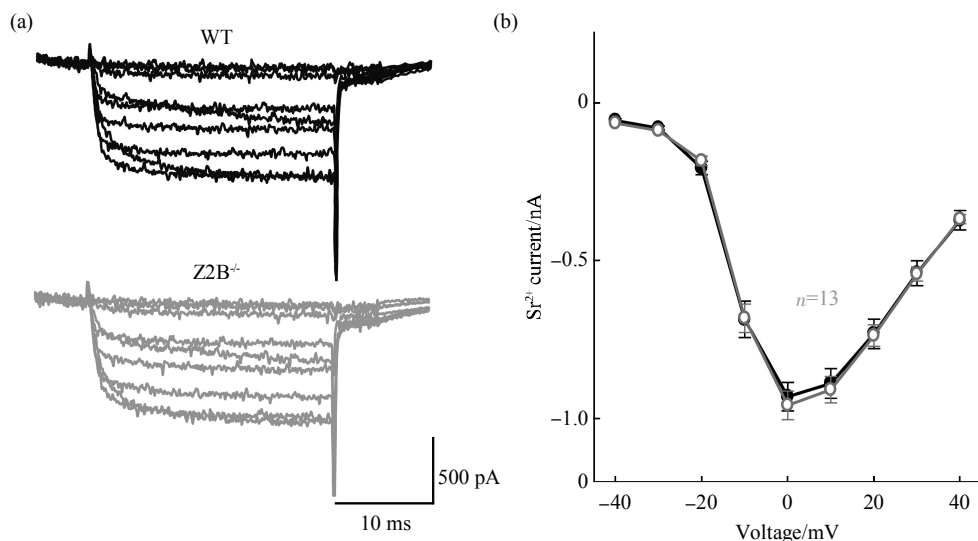 (a)
WT
Z2B-/-
500 pA
10 ms
(b)
Sr2+ current/nA
0
−0.5
−1.0
0
n=13
−40
−20
0
20
40
Voltage/mV